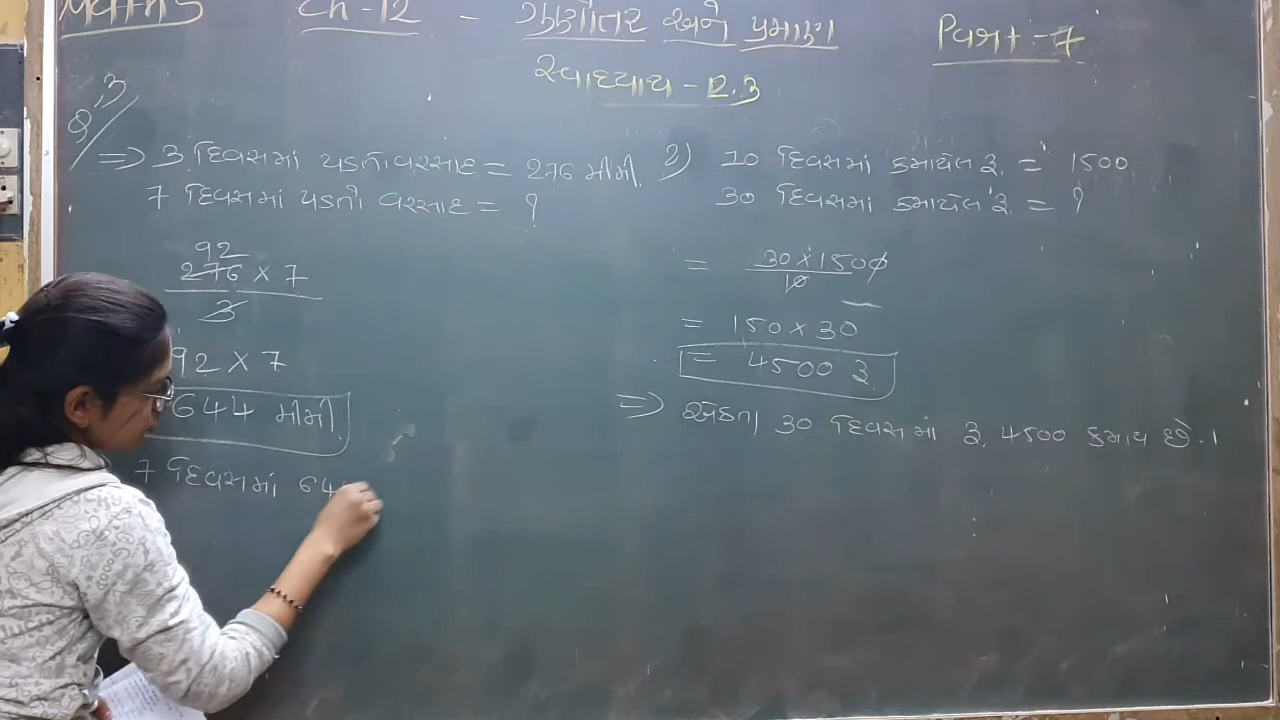 Maths Ch-12 - ગુણોત્તર અને પ્રમાણ Part-7
સ્વાધ્યાય - 12.3
⇒ 3 દિવસમાં પડતો વરસાદ = 276 મીમી.
7 દિવસમાં પડતો વરસાદ = ?
92
276 × 7
3
92 × 7
644 મીમી.
7 દિવસમાં 64
2) 10 દિવસમાં કમાયેલ રૂ. = 1500
30 દિવસમાં કમાયેલ રૂ. = ?
= 30 × 1500
10
= 150 × 30
= 4500 રૂ.
⇒ એકતા 30 દિવસમાં રૂ. 4500 કમાય છે.